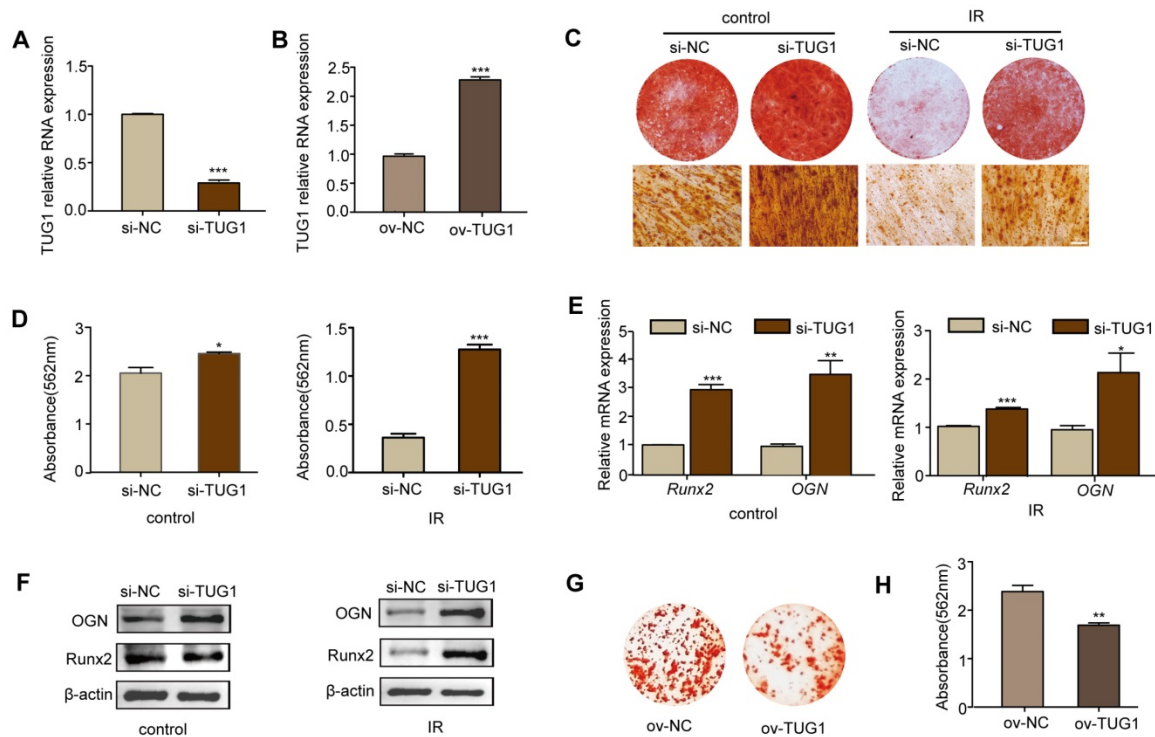 A
TUG1 relative RNA expression
1.5
1.0
0.5
0.0
***
si-NC
si-TUG1
B
TUG1 relative RNA expression
2.5
2.0
1.5
1.0
0.5
0.0
***
ov-NC
ov-TUG1
C
control
IR
si-NC
si-TUG1
si-NC
si-TUG1
D
Absorbance(562nm)
3
2
1
0
*
si-NC
si-TUG1
control
Absorbance(562nm)
1.5
1.0
0.5
0.0
***
si-NC
si-TUG1
IR
E
si-NC
si-TUG1
Relative mRNA expression
5
4
3
2
1
0
***
**
Runx2
OGN
control
si-NC
si-TUG1
Relative mRNA expression
3
2
1
0
***
*
Runx2
OGN
IR
F
si-NC
si-TUG1
OGN
Runx2
β-actin
control
si-NC
si-TUG1
OGN
Runx2
β-actin
IR
G
ov-NC
ov-TUG1
H
Absorbance(562nm)
3
2
1
0
**
ov-NC
ov-TUG1